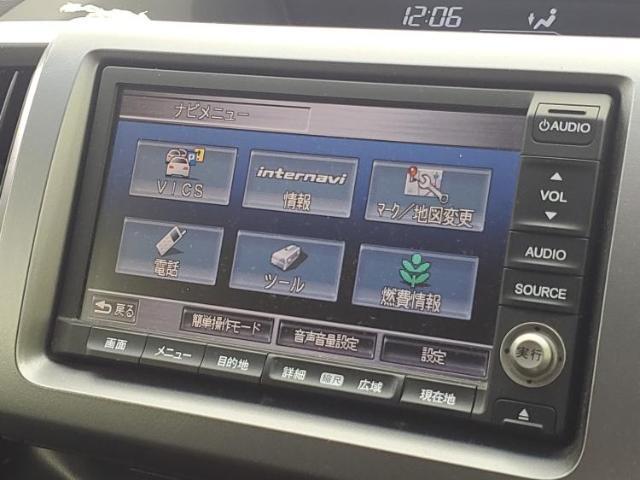 12:06
ナビメニュー
VICS
internavi
情報
マーク/地図変更
電話
ツール
燃費情報
戻る
簡単操作モード
音声音量設定
設定
画面
メニュー
目的地
詳細
縮尺
広域
現在地
AUDIO
VOL
AUDIO
SOURCE
実行